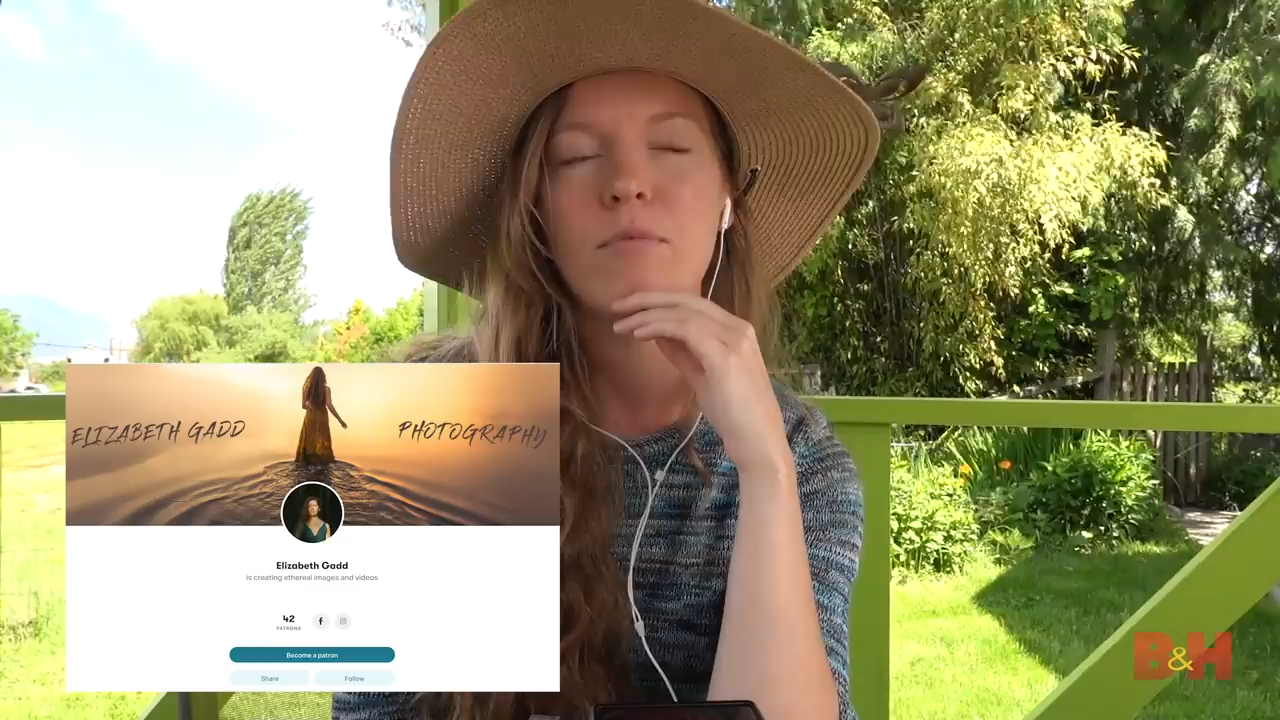 ELIZABETH GADD
PHOTOGRAPHY
Elizabeth Gadd
is creating ethereal images and videos
42
PATRONS
Become a patron
Share
Follow
B&H